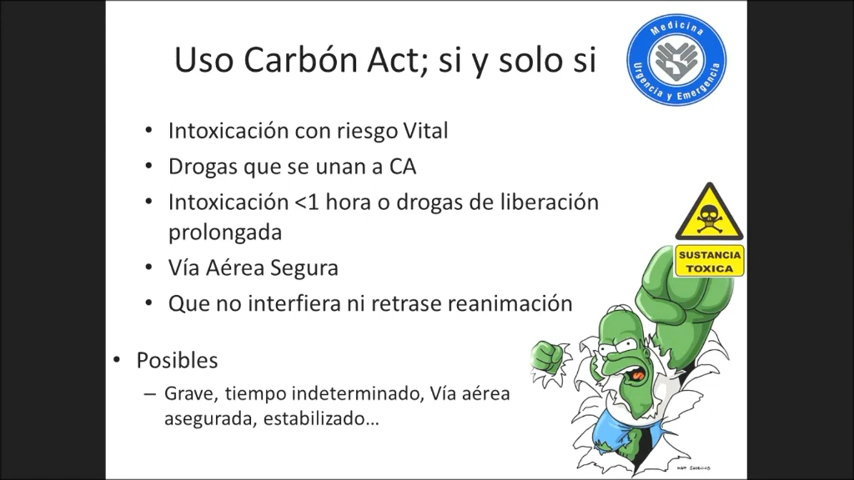 Uso Carbón Act; si y solo si
Medicina
Urgencia y Emergencia
• Intoxicación con riesgo Vital
• Drogas que se unan a CA
• Intoxicación <1 hora o drogas de liberación
prolongada
• Vía Aérea Segura
• Que no interfiera ni retrase reanimación
SUSTANCIA
TOXICA
• Posibles
– Grave, tiempo indeterminado, Vía aérea
asegurada, estabilizado...